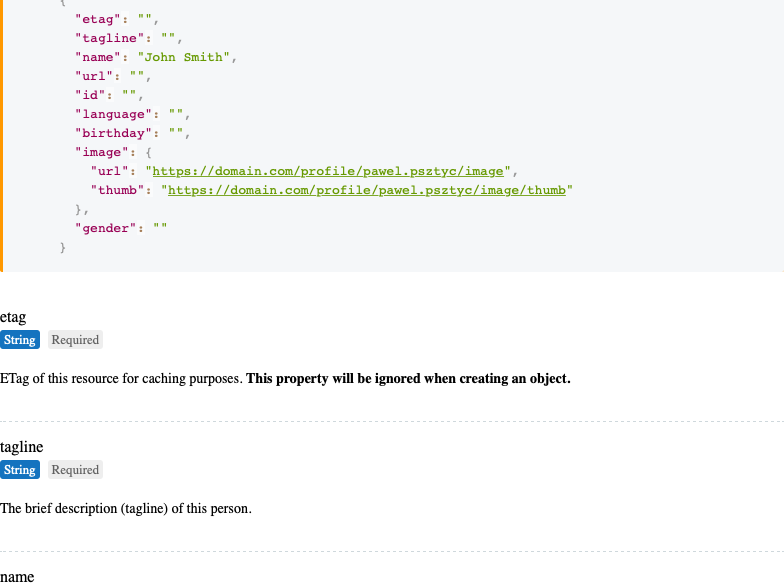 {
"etag": "",
"tagline": "",
"name": "John Smith",
"url": "",
"id": "",
"language": "",
"birthday": "",
"image": {
"url": "https://domain.com/profile/pawel.psztyc/image",
"thumb": "https://domain.com/profile/pawel.psztyc/image/thumb"
},
"gender": ""
}
etag
String Required
ETag of this resource for caching purposes. This property will be ignored when creating an object.
tagline
String Required
The brief description (tagline) of this person.
name